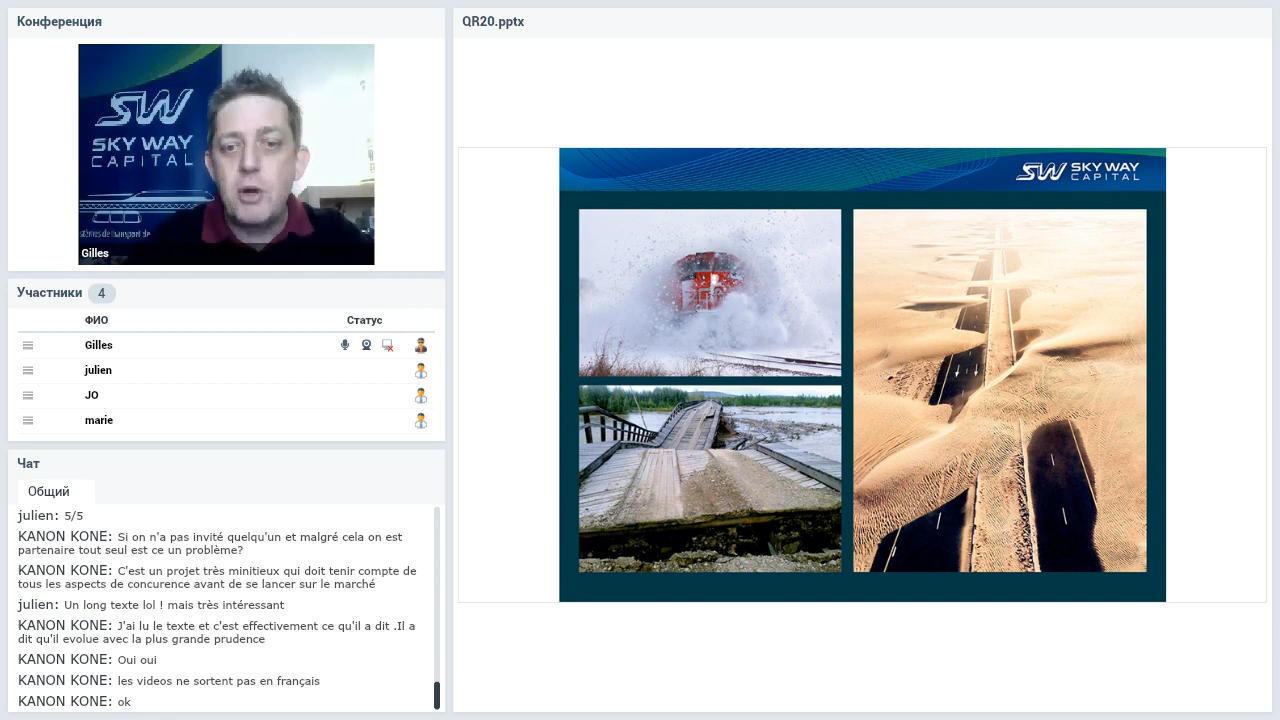 Конференция
SW
SKY WAY
CAPITAL
Gilles
Участники 4
ФИО Статус
Gilles
julien
JO
marie
Чат
Общий
julien: 5/5
KANON KONE: Si on n'a pas invité quelqu'un et malgré cela on est
partenaire tout seul est ce un problème?
KANON KONE: C'est un projet très minitieux qui doit tenir compte de
tous les aspects de concurence avant de se lancer sur le marché
julien: Un long texte lol ! mais très intéressant
KANON KONE: J'ai lu le texte et c'est effectivement ce qu'il a dit .Il a
dit qu'il evolue avec la plus grande prudence
KANON KONE: Oui oui
KANON KONE: les videos ne sortent pas en français
KANON KONE: ok
QR20.pptx
SW SKY WAY
CAPITAL